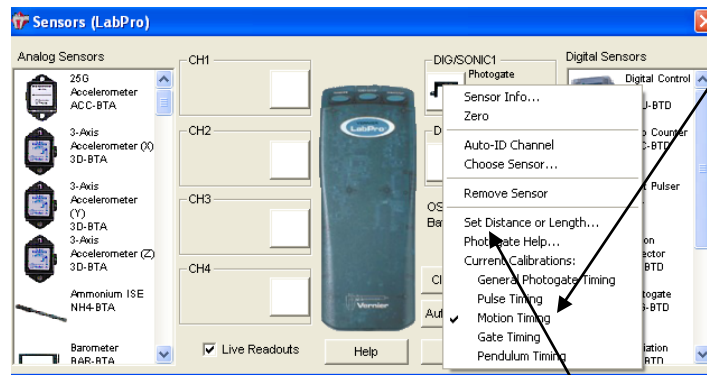 Sensors (LabPro)
Analog Sensors
25G
Accelerometer
ACC-BTA
3-Axis
Accelerometer (X)
3D-BTA
3-Axis
Accelerometer
(Y)
3D-BTA
3-Axis
Accelerometer (Z)
3D-BTA
Ammonium ISE
NH4-BTA
Barometer
BAR-BTA
CH1
CH2
CH3
CH4
Live Readouts
Help
LabPro
Vernier
DIG/SONIC1
Photogate
Sensor Info...
Zero
Auto-ID Channel
Choose Sensor...
Remove Sensor
Set Distance or Length...
Photogate Help...
Current Calibrations:
General Photogate Timing
Pulse Timing
Motion Timing
Gate Timing
Pendulum Timing
Digital Sensors
Digital Control
Counter